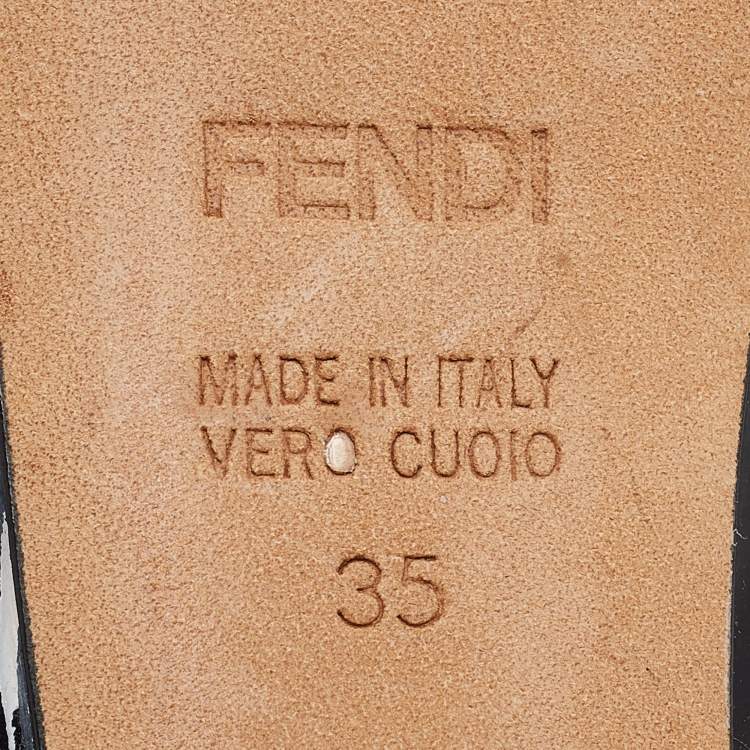 FENDI
MADE IN ITALY
VERO CUOIO
35